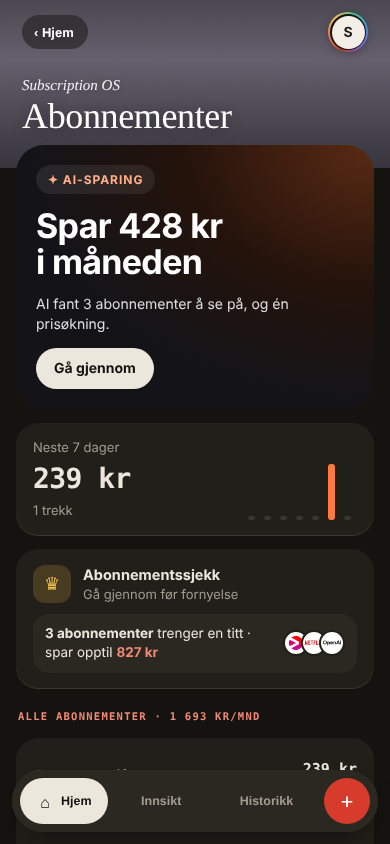 ‹ Hjem
S
Subscription OS
Abonnementer
✦ AI-SPARING
Spar 428 kr
i måneden
AI fant 3 abonnementer å se på, og én
prisøkning.
Gå gjennom
Neste 7 dager
239 kr
1 trekk
Abonnementssjekk
Gå gjennom før fornyelse
3 abonnementer trenger en titt ·
spar opptil 827 kr
OpenAI
ALLE ABONNEMENTER · 1 693 KR/MND
239 kr
Hjem
Innsikt
Historikk
+